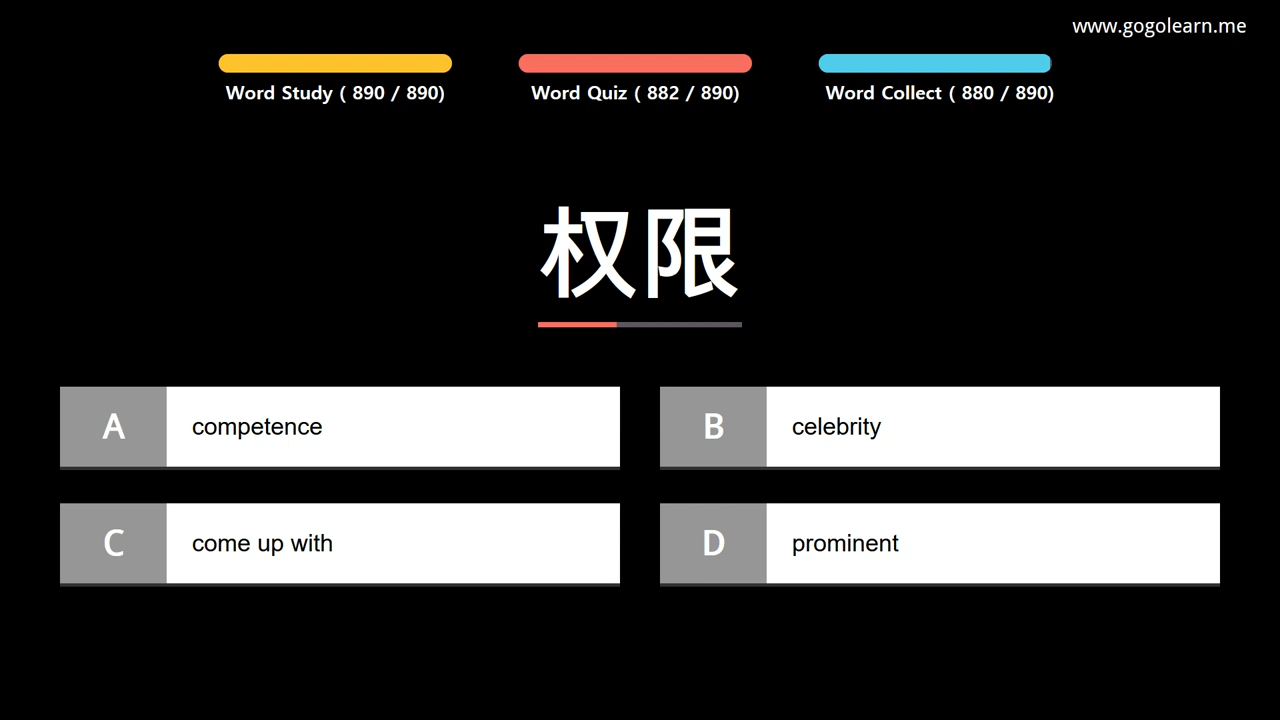 www.gogolearn.me
Word Study ( 890 / 890)
Word Quiz ( 882 / 890)
Word Collect ( 880 / 890)
权限
A competence
B celebrity
C come up with
D prominent